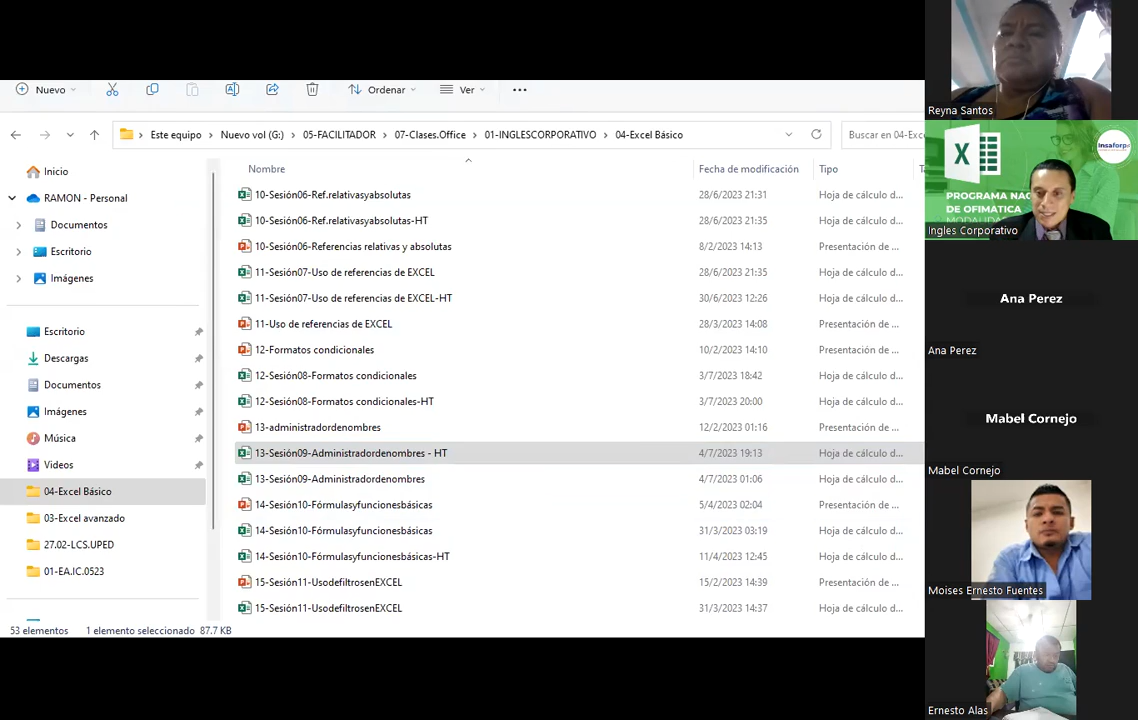 Nuevo
Ordenar
Ver
Este equipo > Nuevo vol (G:) > 05-FACILITADOR > 07-Clases.Office > 01-INGLESCORPORATIVO > 04-Excel Básico
Buscar en 04-Exc
Inicio
RAMON - Personal
Documentos
Escritorio
Imágenes
Escritorio
Descargas
Documentos
Imágenes
Música
Videos
04-Excel Básico
03-Excel avanzado
27.02-LCS.UPED
01-EA.IC.0523
Nombre Fecha de modificación Tipo
10-Sesión06-Ref.relativasyabsolutas 28/6/2023 21:31 Hoja de cálculo d...
10-Sesión06-Ref.relativasyabsolutas-HT 28/6/2023 21:35 Hoja de cálculo d...
10-Sesión06-Referencias relativas y absolutas 8/2/2023 14:13 Presentación de ...
11-Sesión07-Uso de referencias de EXCEL 28/6/2023 21:35 Hoja de cálculo d...
11-Sesión07-Uso de referencias de EXCEL-HT 30/6/2023 12:26 Hoja de cálculo d...
11-Uso de referencias de EXCEL 28/3/2023 14:08 Presentación de ...
12-Formatos condicionales 10/2/2023 14:10 Presentación de ...
12-Sesión08-Formatos condicionales 3/7/2023 18:42 Hoja de cálculo d...
12-Sesión08-Formatos condicionales-HT 3/7/2023 20:00 Hoja de cálculo d...
13-administradordenombres 12/2/2023 01:16 Presentación de ...
13-Sesión09-Administradordenombres - HT 4/7/2023 19:13 Hoja de cálculo d...
13-Sesión09-Administradordenombres 4/7/2023 01:06 Hoja de cálculo d...
14-Sesión10-Fórmulasyfuncionesbásicas 5/4/2023 02:04 Presentación de ...
14-Sesión10-Fórmulasyfuncionesbásicas 31/3/2023 03:19 Hoja de cálculo d...
14-Sesión10-Fórmulasyfuncionesbásicas-HT 11/4/2023 12:45 Hoja de cálculo d...
15-Sesión11-UsodefiltrosenEXCEL 15/2/2023 14:39 Presentación de ...
15-Sesión11-UsodefiltrosenEXCEL 31/3/2023 14:37 Hoja de cálculo d...
53 elementos 1 elemento seleccionado 87.7 KB
Reyna Santos
Insaforp
PROGRAMA NAC
DE OFIMÁTICA
Ingles Corporativo
Ana Perez
Ana Perez
Mabel Cornejo
Mabel Cornejo
Moises Ernesto Fuentes
Ernesto Alas